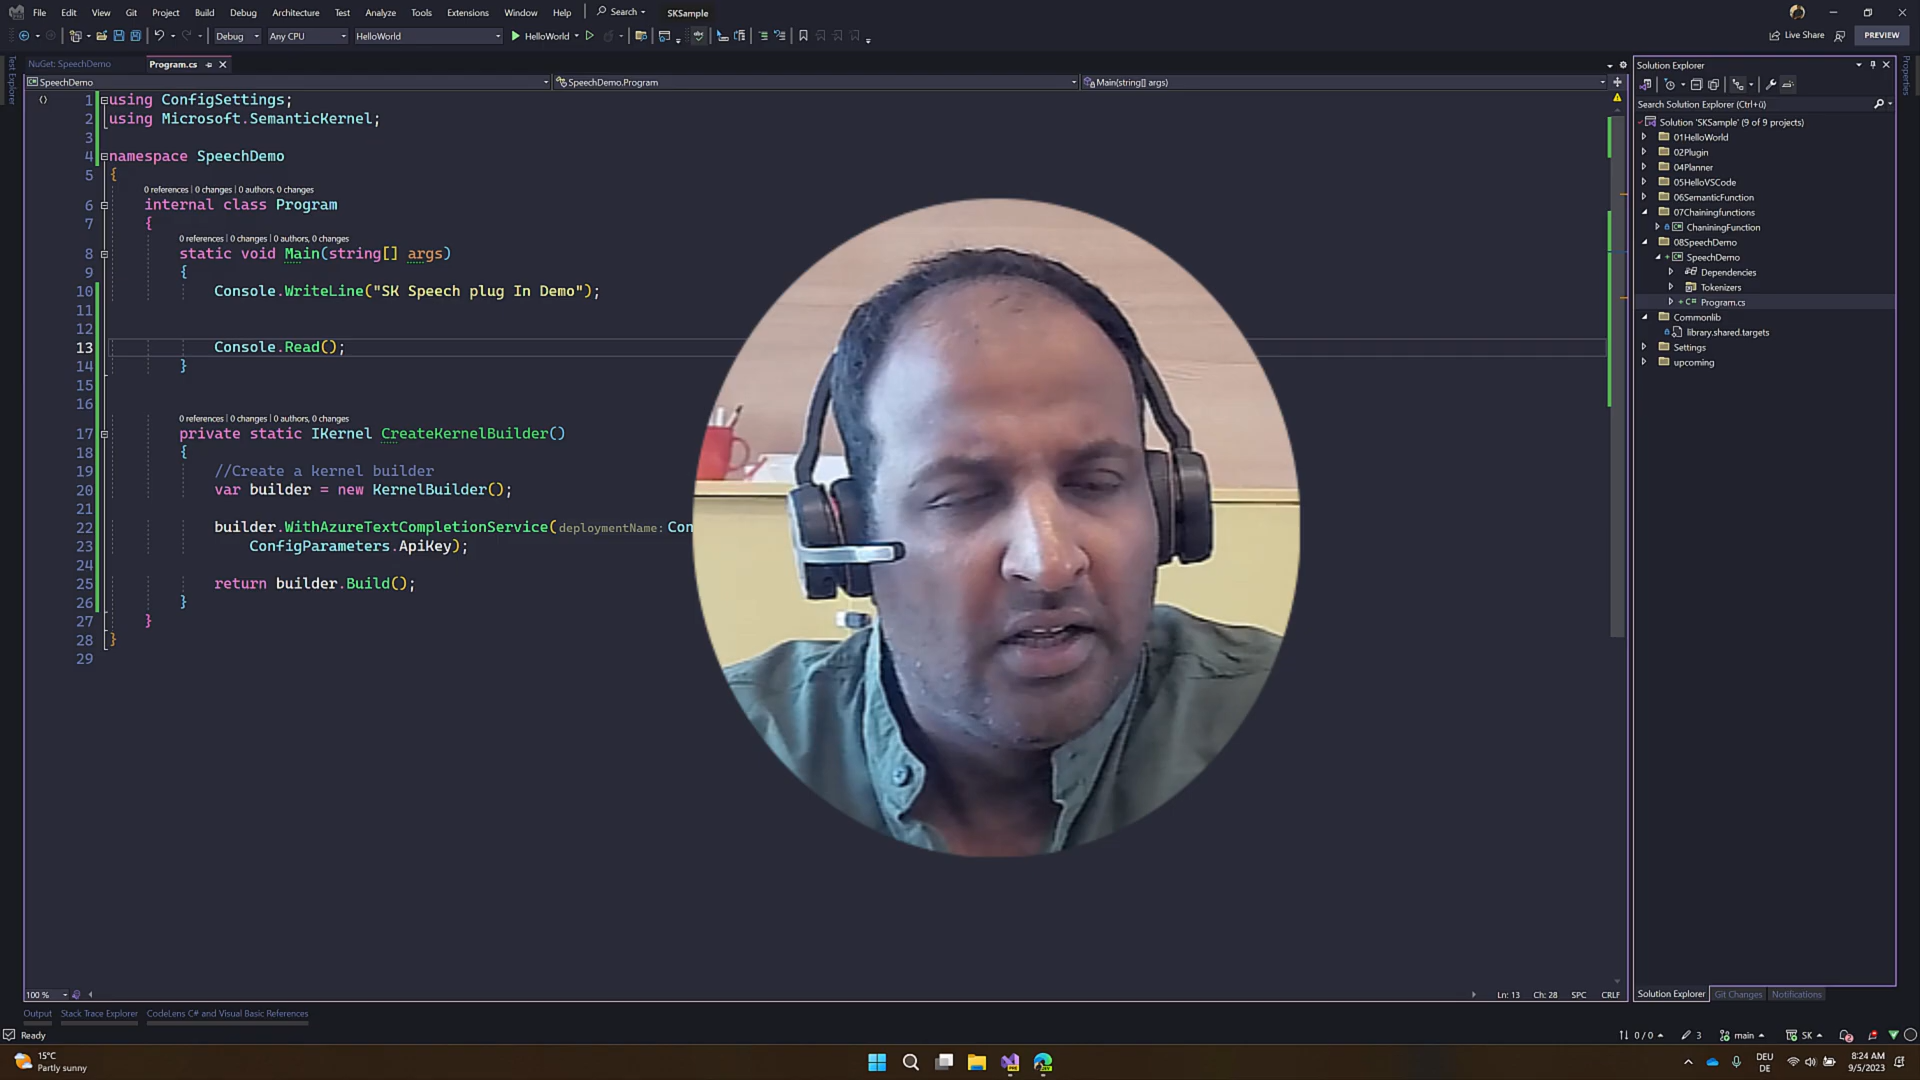 File Edit View Git Project Build Debug Architecture Test Analyze Tools Extensions Window Help Search SKSample
Debug Any CPU HelloWorld HelloWorld Live Share PREVIEW
NuGet: SpeechDemo Program.cs
SpeechDemo SpeechDemo.Program Main(string[] args)
Test Explorer
1 using ConfigSettings;
2 using Microsoft.SemanticKernel;
3
4 namespace SpeechDemo
5 {
0 references | 0 changes | 0 authors, 0 changes
6 internal class Program
7 {
0 references | 0 changes | 0 authors, 0 changes
8 static void Main(string[] args)
9 {
10 Console.WriteLine("SK Speech plug In Demo");
11
12
13 Console.Read();
14 }
15
16
0 references | 0 changes | 0 authors, 0 changes
17 private static IKernel CreateKernelBuilder()
18 {
19 //Create a kernel builder
20 var builder = new KernelBuilder();
21
22 builder.WithAzureTextCompletionService(deploymentName: Con
23 ConfigParameters.ApiKey);
24
25 return builder.Build();
26 }
27 }
28 }
29
100 % Ln: 13 Ch: 28 SPC CRLF
Output Stack Trace Explorer CodeLens C# and Visual Basic References
Solution Explorer
Search Solution Explorer (Ctrl+ü)
Solution 'SKSample' (9 of 9 projects)
01HelloWorld
02Plugin
04Planner
05HelloVSCode
06SemanticFunction
07Chainingfunctions
ChaniningFunction
08SpeechDemo
SpeechDemo
Dependencies
Tokenizers
C# Program.cs
Commonlib
library.shared.targets
Settings
upcoming
Solution Explorer Git Changes Notifications
Properties
Ready 0 / 0 3 main SK 2
15°C
Partly sunny
DEU
DE
8:24 AM
9/5/2023